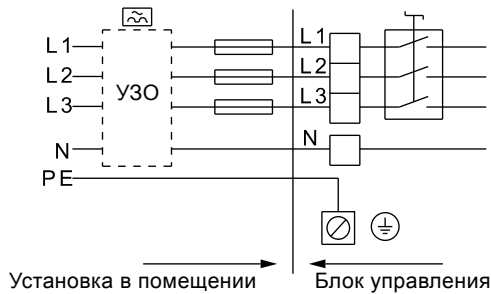 L1 L1
L2 L2
L3 УЗО L3
N N
PE
Установка в помещении Блок управления